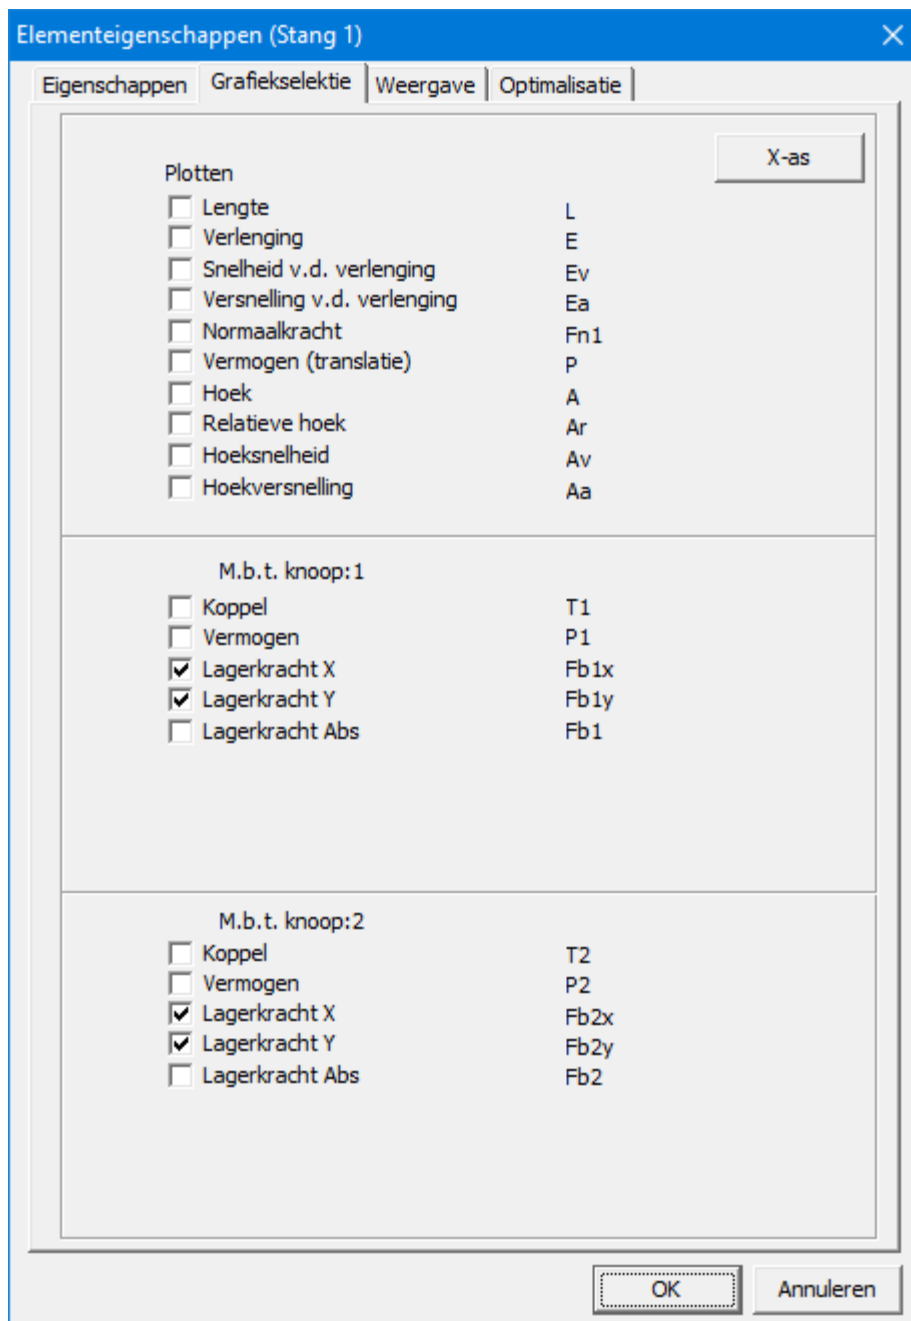 Elementeigenschappen (Stang 1)
Eigenschappen Grafiekselektie Weergave Optimalisatie
X-as
Plotten
Lengte L
Verlenging E
Snelheid v.d. verlenging Ev
Versnelling v.d. verlenging Ea
Normaalkracht Fn1
Vermogen (translatie) P
Hoek A
Relatieve hoek Ar
Hoeksnelheid Av
Hoekversnelling Aa
M.b.t. knoop:1
Koppel T1
Vermogen P1
Lagerkracht X Fb1x
Lagerkracht Y Fb1y
Lagerkracht Abs Fb1
M.b.t. knoop:2
Koppel T2
Vermogen P2
Lagerkracht X Fb2x
Lagerkracht Y Fb2y
Lagerkracht Abs Fb2
OK Annuleren